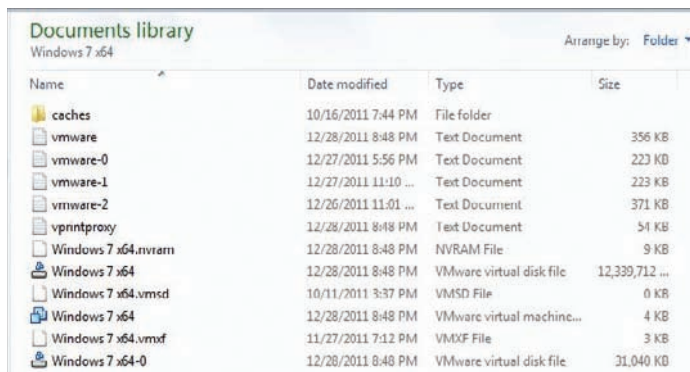 Documents library
Windows 7 x64
Arrange by: Folder
Name Date modified Type Size
caches 10/16/2011 7:44 PM File folder
vmware 12/28/2011 8:48 PM Text Document 356 KB
vmware-0 12/27/2011 5:56 PM Text Document 223 KB
vmware-1 12/27/2011 11:10 ... Text Document 223 KB
vmware-2 12/26/2011 11:01 ... Text Document 371 KB
vprintproxy 12/28/2011 8:48 PM Text Document 54 KB
Windows 7 x64.nvram 12/28/2011 8:48 PM NVRAM File 9 KB
Windows 7 x64 12/28/2011 8:48 PM VMware virtual disk file 12,339,712 ...
Windows 7 x64.vmsd 10/11/2011 3:37 PM VMSD File 0 KB
Windows 7 x64 12/28/2011 8:48 PM VMware virtual machine... 4 KB
Windows 7 x64.vmxf 11/27/2011 7:12 PM VMXF File 3 KB
Windows 7 x64-0 12/28/2011 8:48 PM VMware virtual disk file 31,040 KB